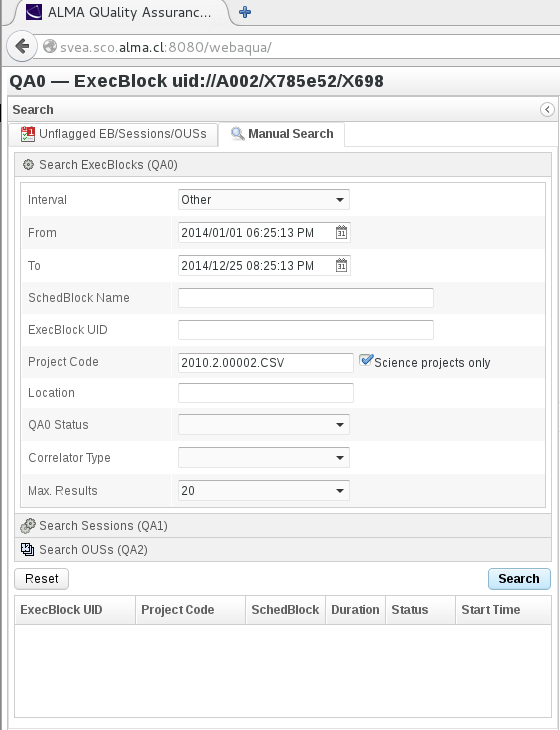 ALMA QUality Assuranc...
svea.sco.alma.cl:8080/webaqua/
QA0 — ExecBlock uid://A002/X785e52/X698
Search
Unflagged EB/Sessions/OUSs
Manual Search
Search ExecBlocks (QA0)
Interval Other
From 2014/01/01 06:25:13 PM 31
To 2014/12/25 08:25:13 PM 31
SchedBlock Name
ExecBlock UID
Project Code 2010.2.00002.CSV Science projects only
Location
QA0 Status
Correlator Type
Max. Results 20
Search Sessions (QA1)
Search OUSs (QA2)
Reset Search
ExecBlock UID Project Code SchedBlock Duration Status Start Time